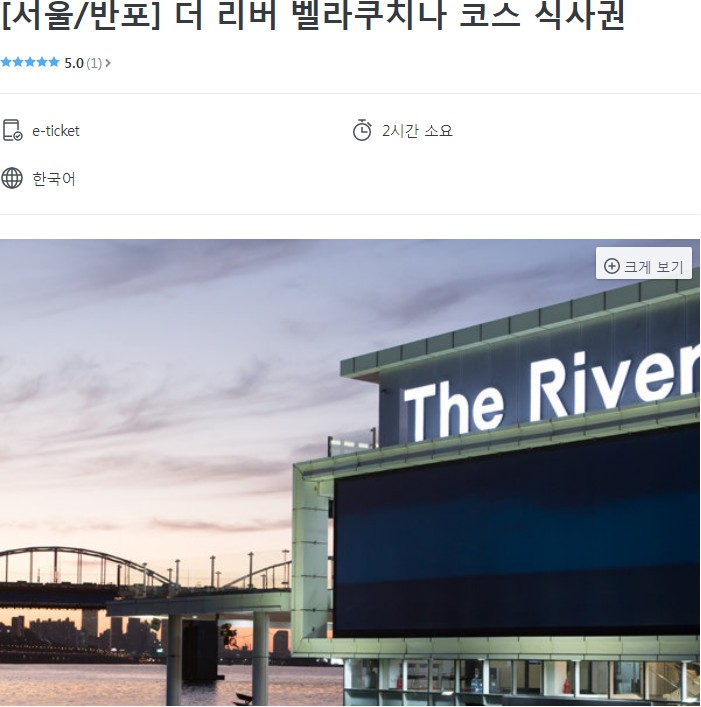 [서울/반포] 더 리버 벨라쿠치나 코스 식사권
5.0 (1)
e-ticket
2시간 소요
한국어
크게 보기
The River